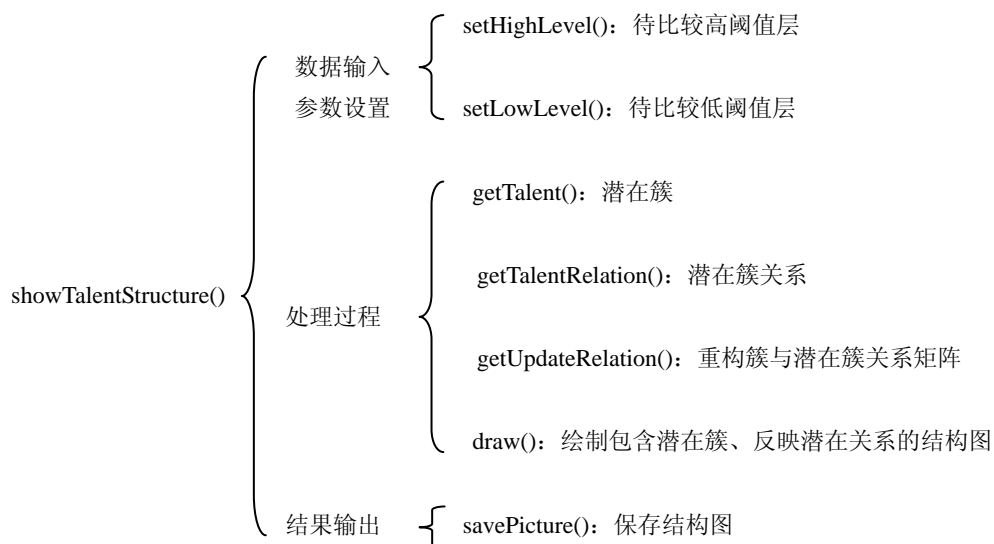 setHighLevel()：待比较高阈值层
数据输入
参数设置
setLowLevel()：待比较低阈值层
getTalent()：潜在簇
getTalentRelation()：潜在簇关系
showTalentStructure()
处理过程
getUpdateRelation()：重构簇与潜在簇关系矩阵
draw()：绘制包含潜在簇、反映潜在关系的结构图
结果输出
savePicture()：保存结构图